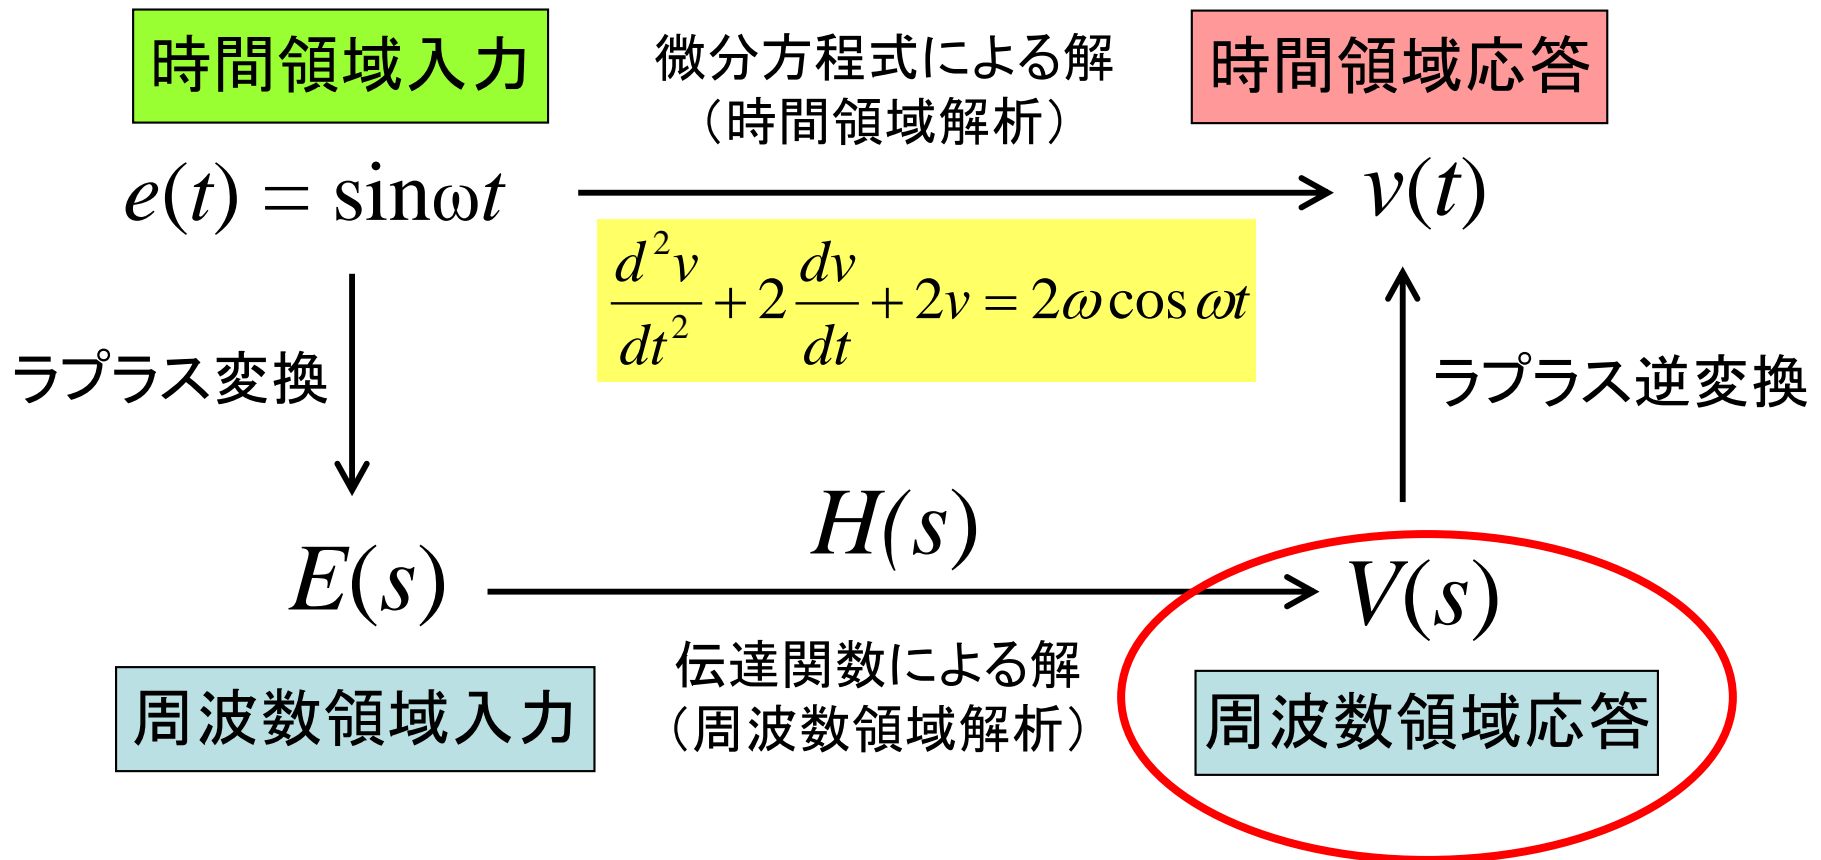 時間領域入力
微分方程式による解
（時間領域解析）
時間領域応答
e(t) = sinωt
v(t)
d²v/dt² + 2 dv/dt + 2v = 2ω cos ωt
ラプラス変換
ラプラス逆変換
H(s)
E(s)
V(s)
伝達関数による解
（周波数領域解析）
周波数領域入力
周波数領域応答